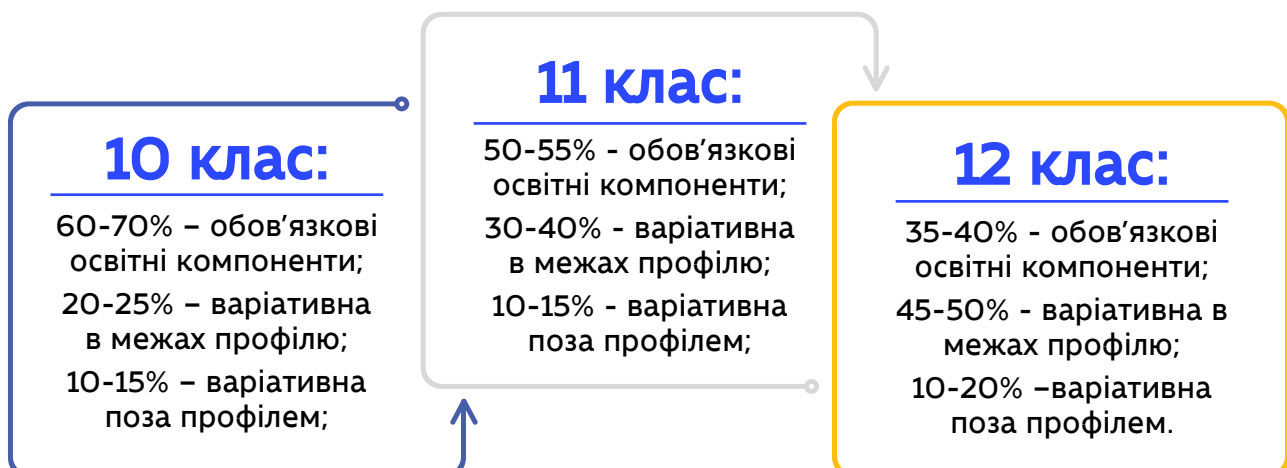 10 клас:
60-70% – обов’язкові
освітні компоненти;
20-25% – варіативна
в межах профілю;
10-15% – варіативна
поза профілем;
11 клас:
50-55% - обов’язкові
освітні компоненти;
30-40% - варіативна
в межах профілю;
10-15% - варіативна
поза профілем;
12 клас:
35-40% - обов’язкові
освітні компоненти;
45-50% - варіативна в
межах профілю;
10-20% –варіативна
поза профілем.